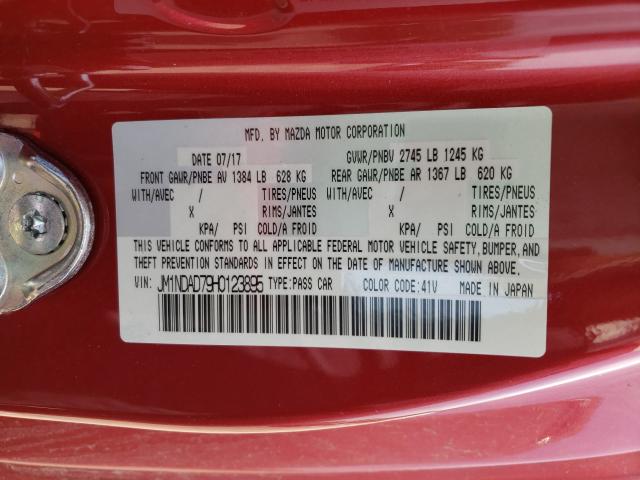 MFD. BY MAZDA MOTOR CORPORATION
DATE 07/17 GVWR/PNBV 2745 LB 1245 KG
FRONT GAWR/PNBE AV 1384 LB 628 KG REAR GAWR/PNBE AR 1367 LB 620 KG
WITH/AVEC / TIRES/PNEUS WITH/AVEC / TIRES/PNEUS
X RIMS/JANTES X RIMS/JANTES
KPA/ PSI COLD/A FROID KPA/ PSI COLD/A FROID
THIS VEHICLE CONFORMS TO ALL APPLICABLE FEDERAL MOTOR VEHICLE SAFETY, BUMPER, AND
THEFT PREVENTION STANDARDS IN EFFECT ON THE DATE OF MANUFACTURE SHOWN ABOVE.
VIN: JM1NDAD79H0123895 TYPE:PASS CAR COLOR CODE:41V MADE IN JAPAN